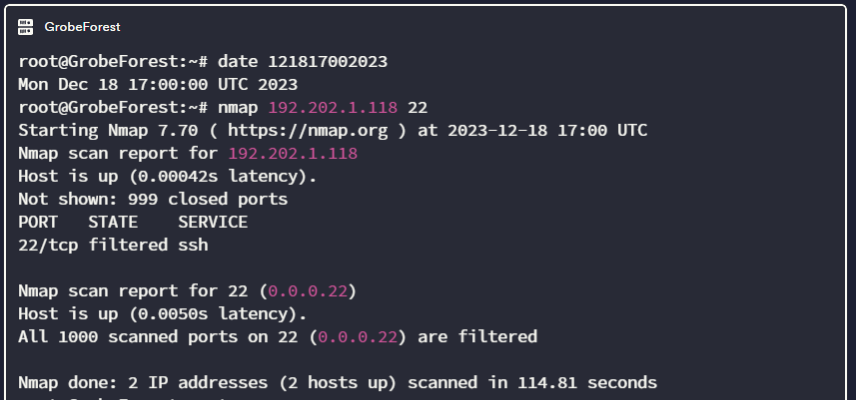 GrobeForest
root@GrobeForest:~# date 121817002023
Mon Dec 18 17:00:00 UTC 2023
root@GrobeForest:~# nmap 192.202.1.118 22
Starting Nmap 7.70 ( https://nmap.org ) at 2023-12-18 17:00 UTC
Nmap scan report for 192.202.1.118
Host is up (0.00042s latency).
Not shown: 999 closed ports
PORT   STATE    SERVICE
22/tcp filtered ssh
Nmap scan report for 22 (0.0.0.22)
Host is up (0.0050s latency).
All 1000 scanned ports on 22 (0.0.0.22) are filtered
Nmap done: 2 IP addresses (2 hosts up) scanned in 114.81 seconds